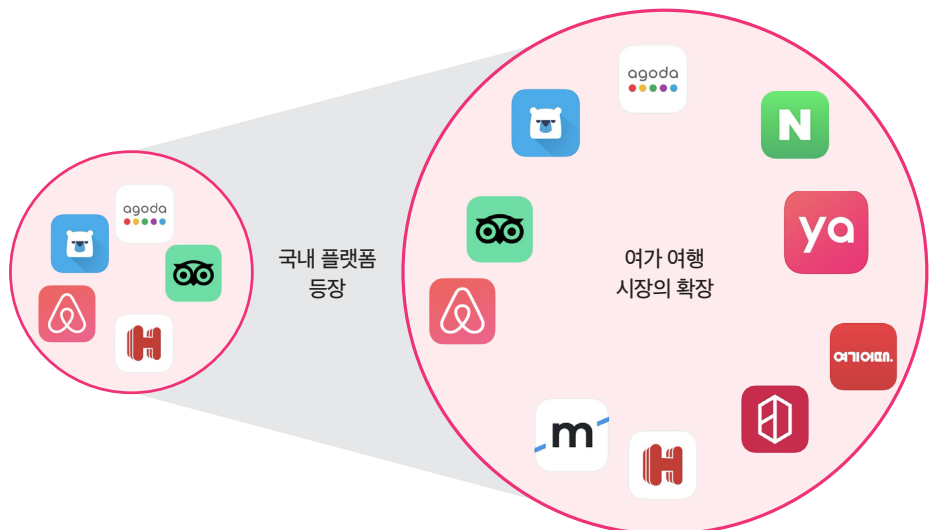 agoda
H
국내 플랫폼
등장
agoda
N
ya
여가 여행
시장의 확장
여기어때.
m
H